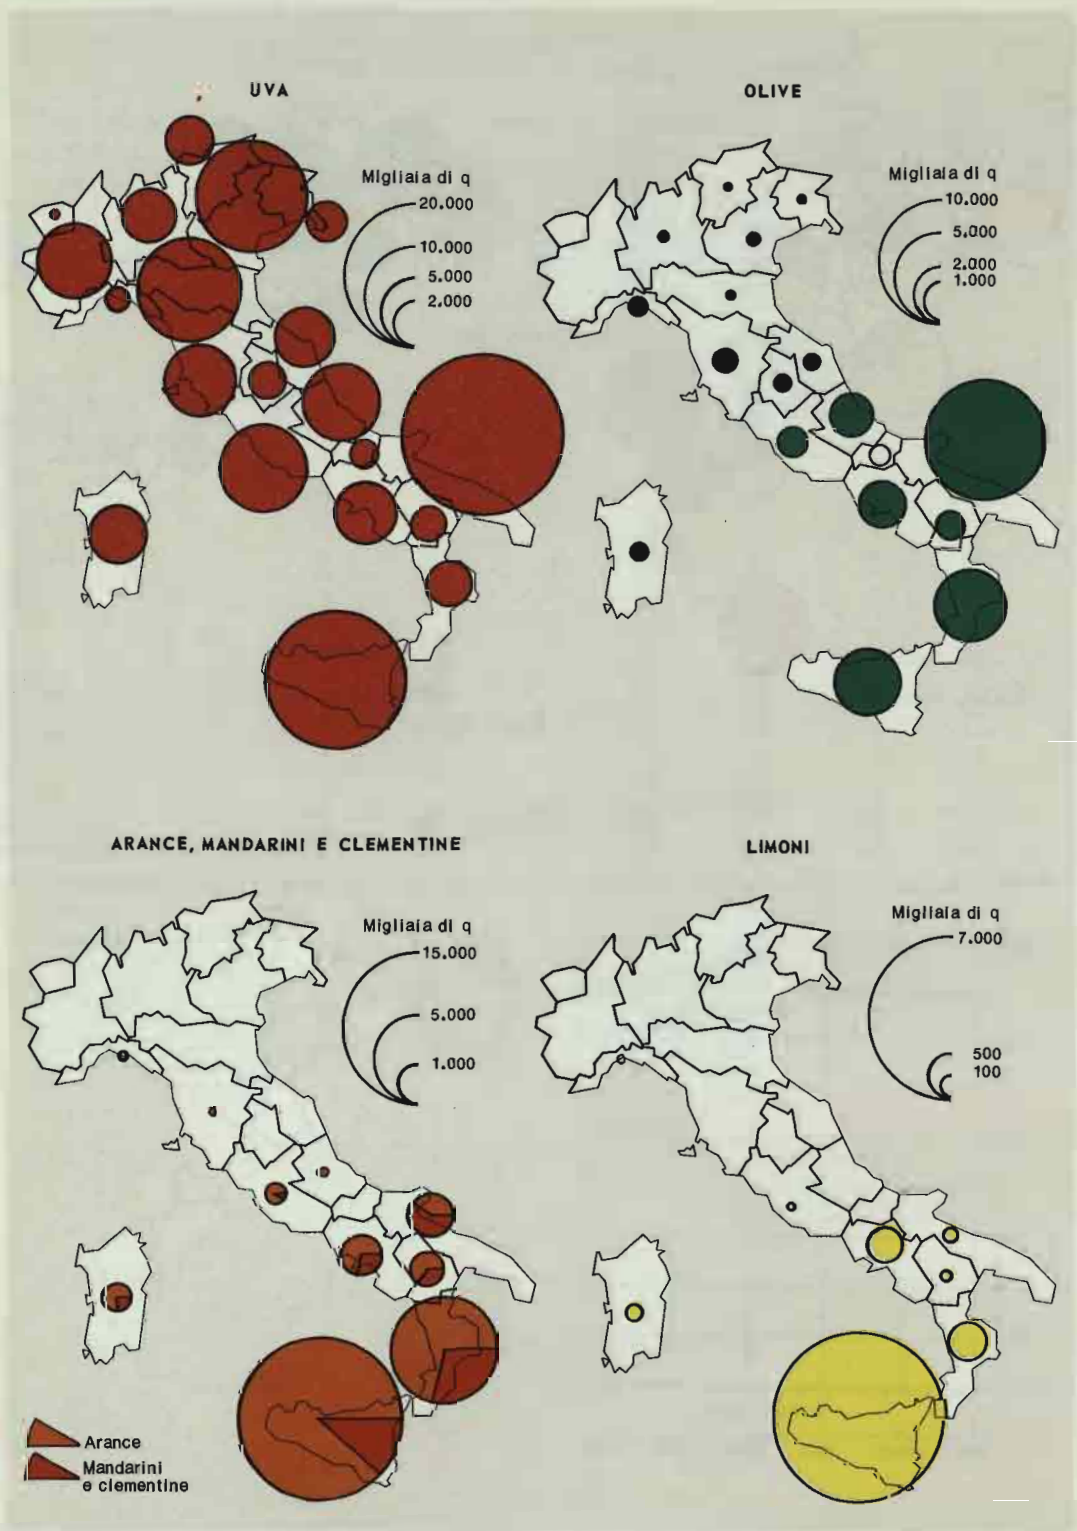 UVA
Migliaia di q
20.000
10.000
5.000
2.000
OLIVE
Migliaia di q
10.000
5.000
2.000
1.000
ARANCE, MANDARINI E CLEMENTINE
Migliaia di q
15.000
5.000
1.000
Arance
Mandarini
e clementine
LIMONI
Migliaia di q
7.000
500
100